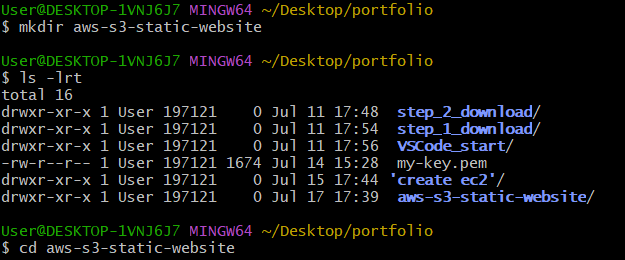 User@DESKTOP-1VNJ6J7 MINGW64 ~/Desktop/portfolio
$ mkdir aws-s3-static-website
User@DESKTOP-1VNJ6J7 MINGW64 ~/Desktop/portfolio
$ ls -lrt
total 16
drwxr-xr-x 1 User 197121    0 Jul 11 17:48  step_2_download/
drwxr-xr-x 1 User 197121    0 Jul 11 17:54  step_1_download/
drwxr-xr-x 1 User 197121    0 Jul 11 17:56  VSCode_start/
-rw-r--r-- 1 User 197121 1674 Jul 14 15:28  my-key.pem
drwxr-xr-x 1 User 197121    0 Jul 15 17:44 'create ec2'/
drwxr-xr-x 1 User 197121    0 Jul 17 17:39  aws-s3-static-website/
User@DESKTOP-1VNJ6J7 MINGW64 ~/Desktop/portfolio
$ cd aws-s3-static-website